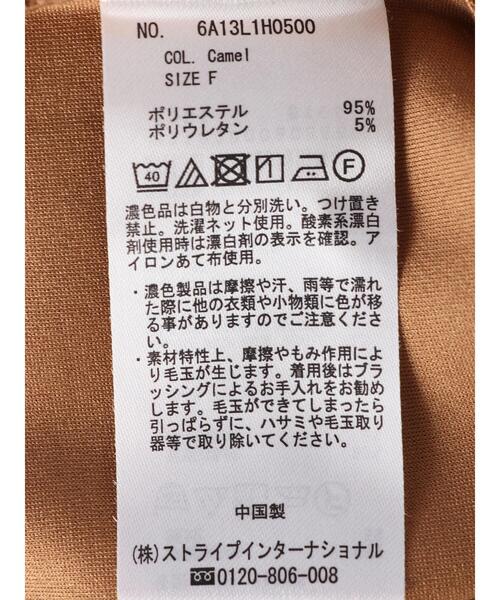 NO. 6A13L1H0500
COL. Camel
SIZE F
ポリエステル 95%
ポリウレタン 5%
40 F
濃色品は白物と分別洗い。つけ置き
禁止。洗濯ネット使用。酸素系漂白
剤使用時は漂白剤の表示を確認。ア
イロンあて布使用。
・濃色製品は摩擦や汗、雨等で濡れ
た際に他の衣類や小物類に色が移
る事がありますのでご注意くださ
い。
・素材特性上、摩擦やもみ作用によ
り毛玉が生じます。着用後はブラ
ッシングによるお手入れをお勧め
します。毛玉ができてしまったら
引っぱらずに、ハサミや毛玉取り
器等で取り除いてください。
中国製
(株)ストライプインターナショナル
0120-806-008